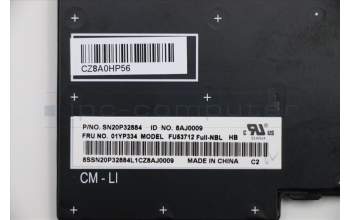 CZ8A0HP56
P/NO. SN20P32884 ID NO. 8AJ0009
FRU NO. 01YP334 MODEL FU53712 Full-NBL HB
8SSN20P32884L1CZ8AJ0009
MADE IN CHINA C2
CM - LI